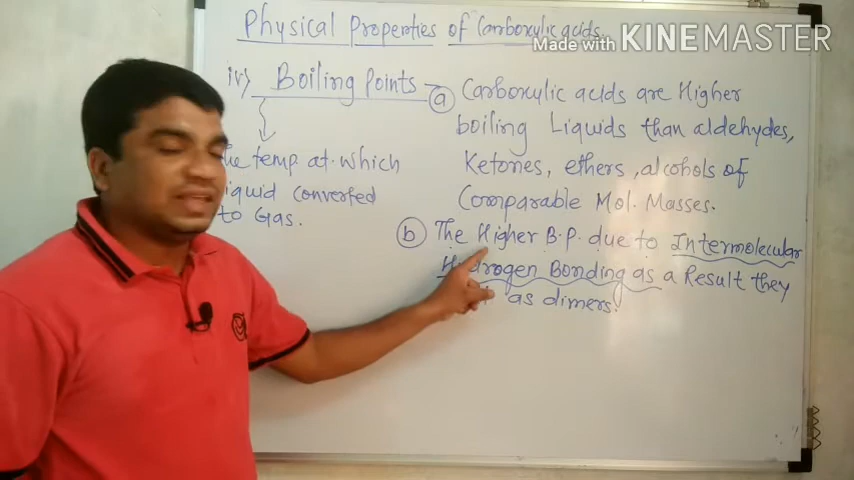 Physical Properties of Carboxylic acids.
Made with KINEMASTER
iv) Boiling Points
temp at which
liquid converted
to Gas.
a Carboxylic acids are Higher
boiling Liquids than aldehydes,
Ketones, ethers, alcohols of
Comparable Mol. Masses.
b The Higher B.P. due to Intermolecular
Hydrogen Bonding as a Result they
as dimers.